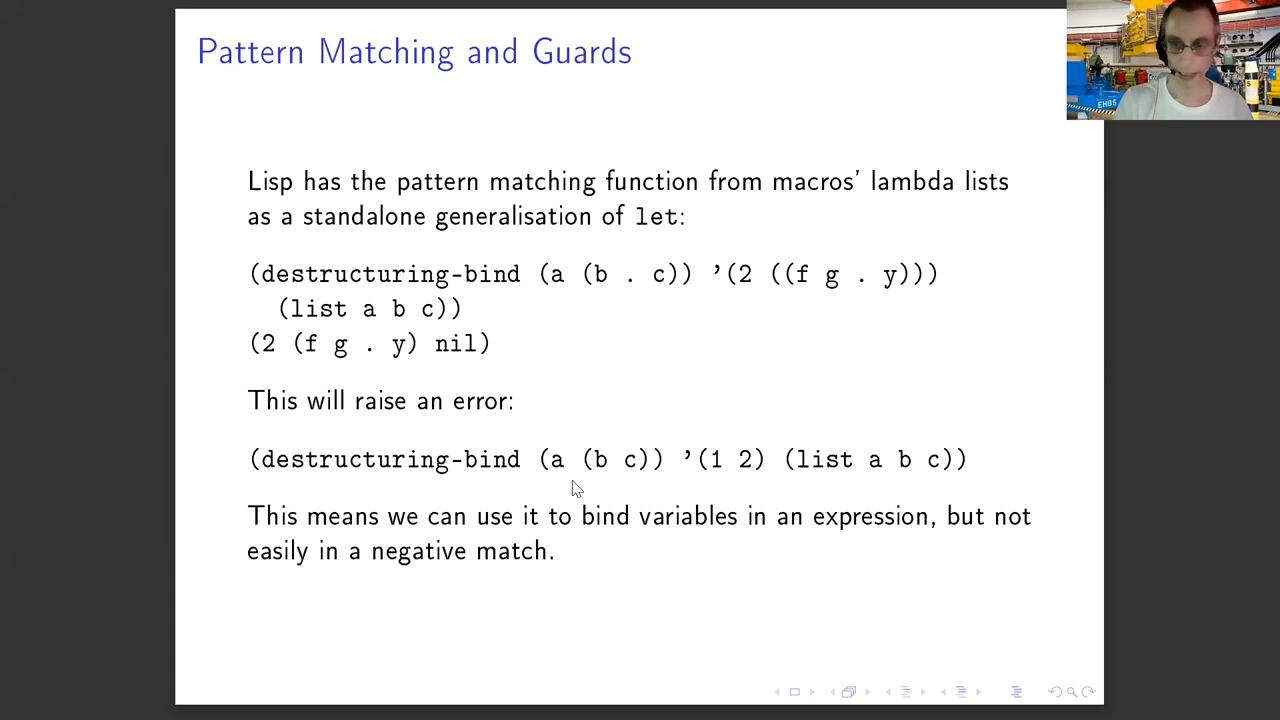 Pattern Matching and Guards
Lisp has the pattern matching function from macros' lambda lists
as a standalone generalisation of let:
(destructuring-bind (a (b . c)) '(2 ((f g . y)))
(list a b c))
(2 (f g . y) nil)
This will raise an error:
(destructuring-bind (a (b c)) '(1 2) (list a b c))
This means we can use it to bind variables in an expression, but not
easily in a negative match.
EHB5
5